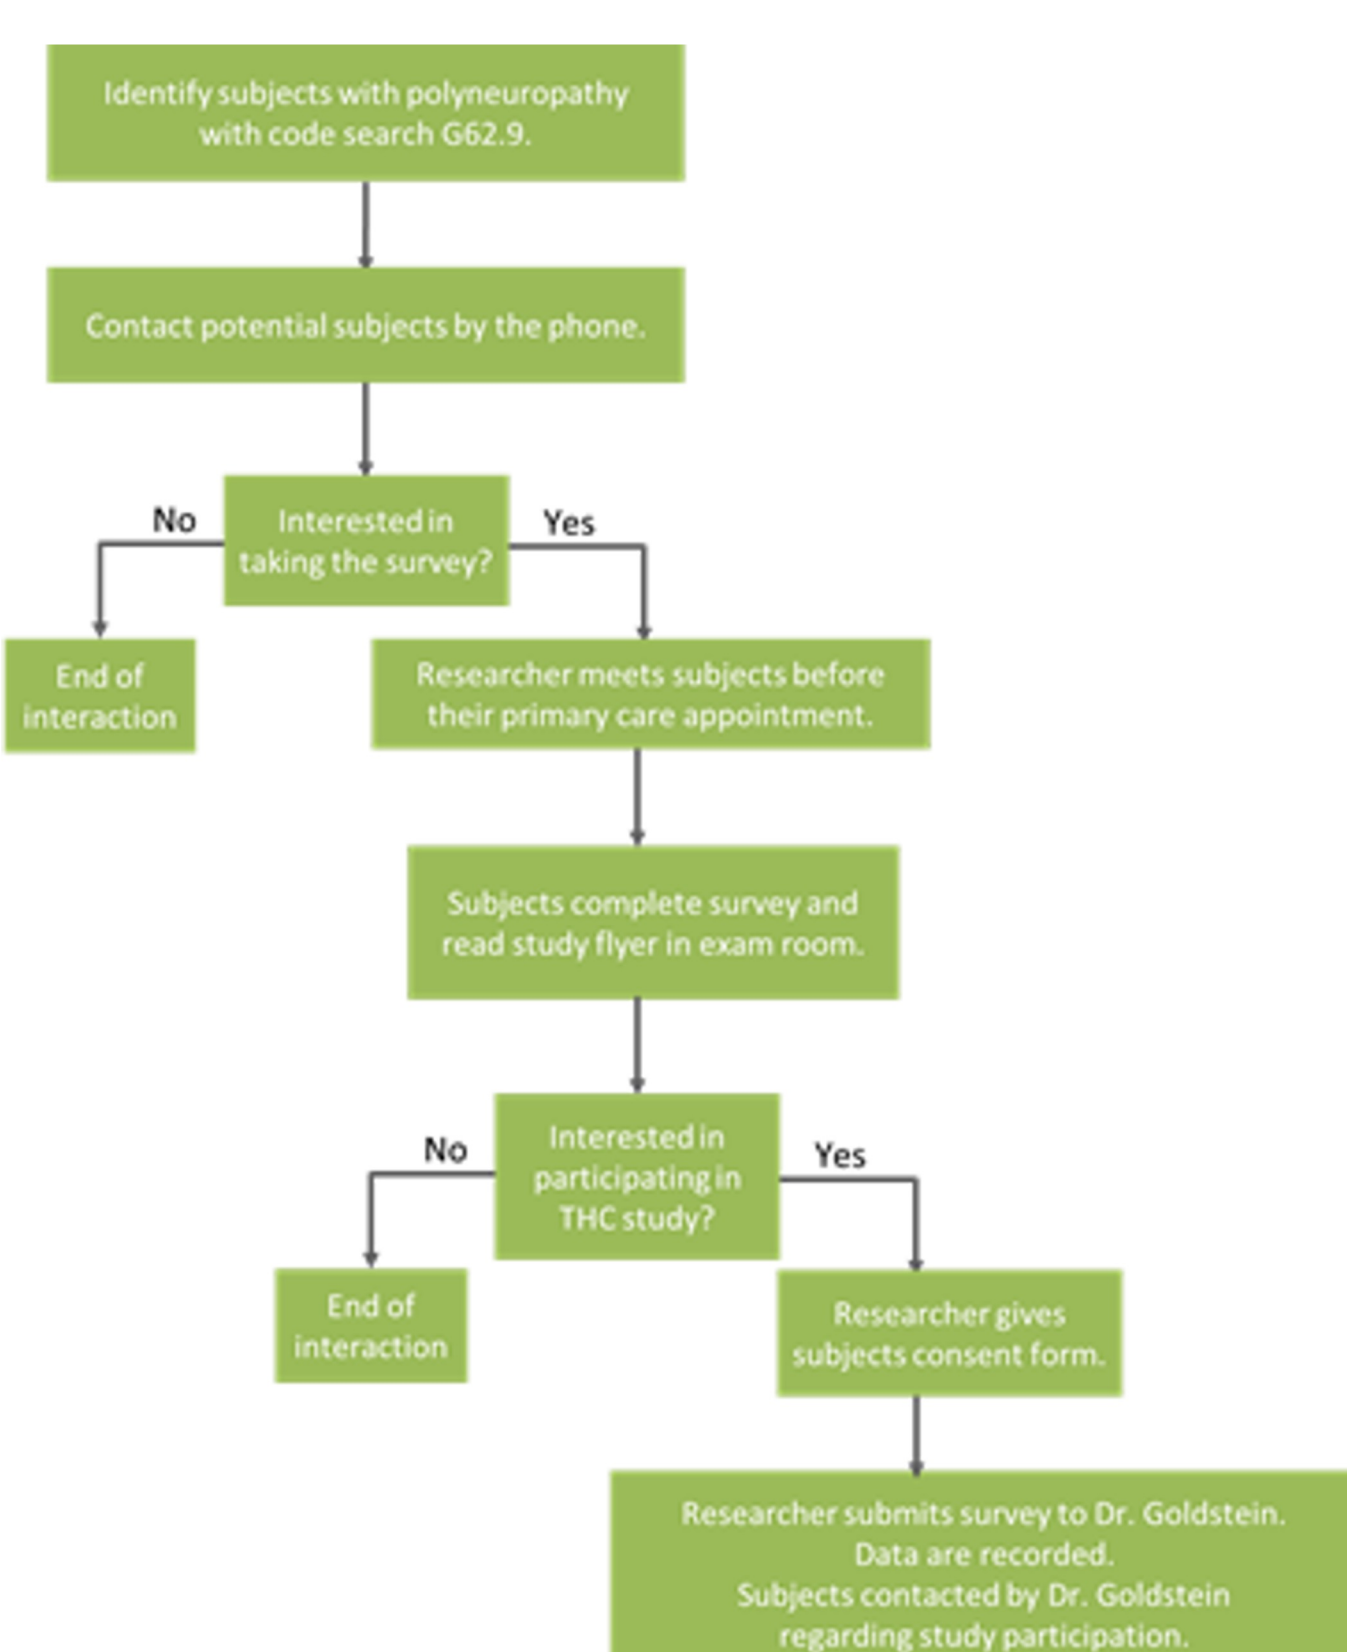 Identify subjects with polyneuropathy
with code search G62.9.
Contact potential subjects by the phone.
Interested in
taking the survey?
No
Yes
End of
interaction
Researcher meets subjects before
their primary care appointment.
Subjects complete survey and
read study flyer in exam room.
Interested in
participating in
THC study?
No
Yes
End of
interaction
Researcher gives
subjects consent form.
Researcher submits survey to Dr. Goldstein.
Data are recorded.
Subjects contacted by Dr. Goldstein
regarding study participation.